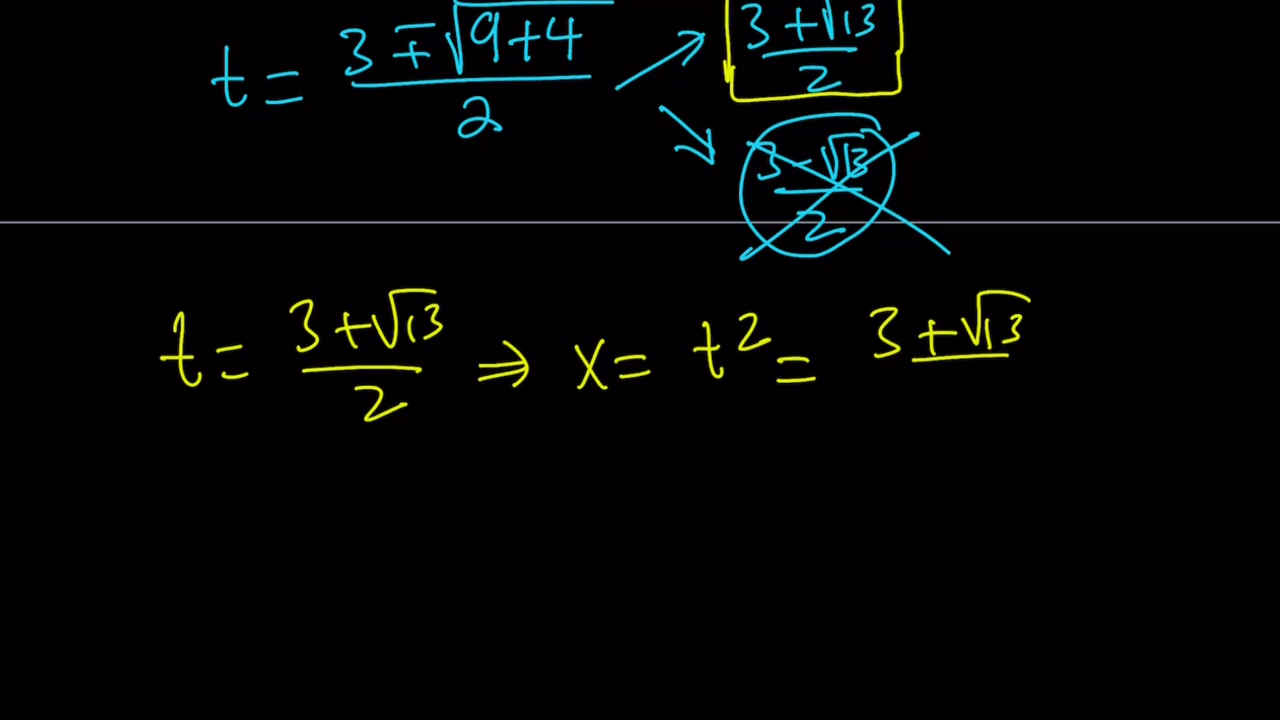 t = (3 ∓ √(9+4))/2 ↗ (3+√13)/2
↘ (3-√13)/2
t = (3+√13)/2 ⇒ x = t² = 3+√13